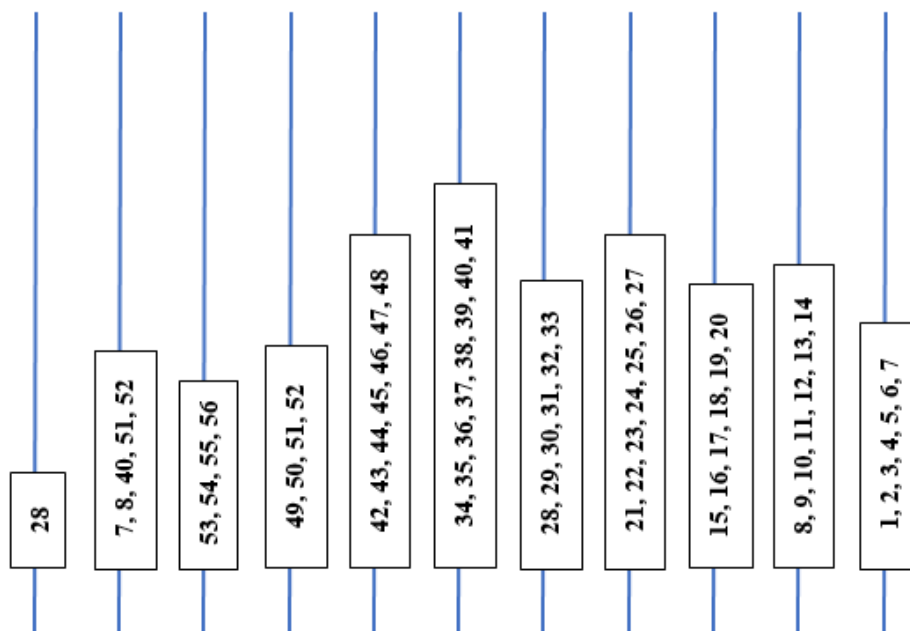 28
7, 8, 40, 51, 52
53, 54, 55, 56
49, 50, 51, 52
42, 43, 44, 45, 46, 47, 48
34, 35, 36, 37, 38, 39, 40, 41
28, 29, 30, 31, 32, 33
21, 22, 23, 24, 25, 26, 27
15, 16, 17, 18, 19, 20
8, 9, 10, 11, 12, 13, 14
1, 2, 3, 4, 5, 6, 7